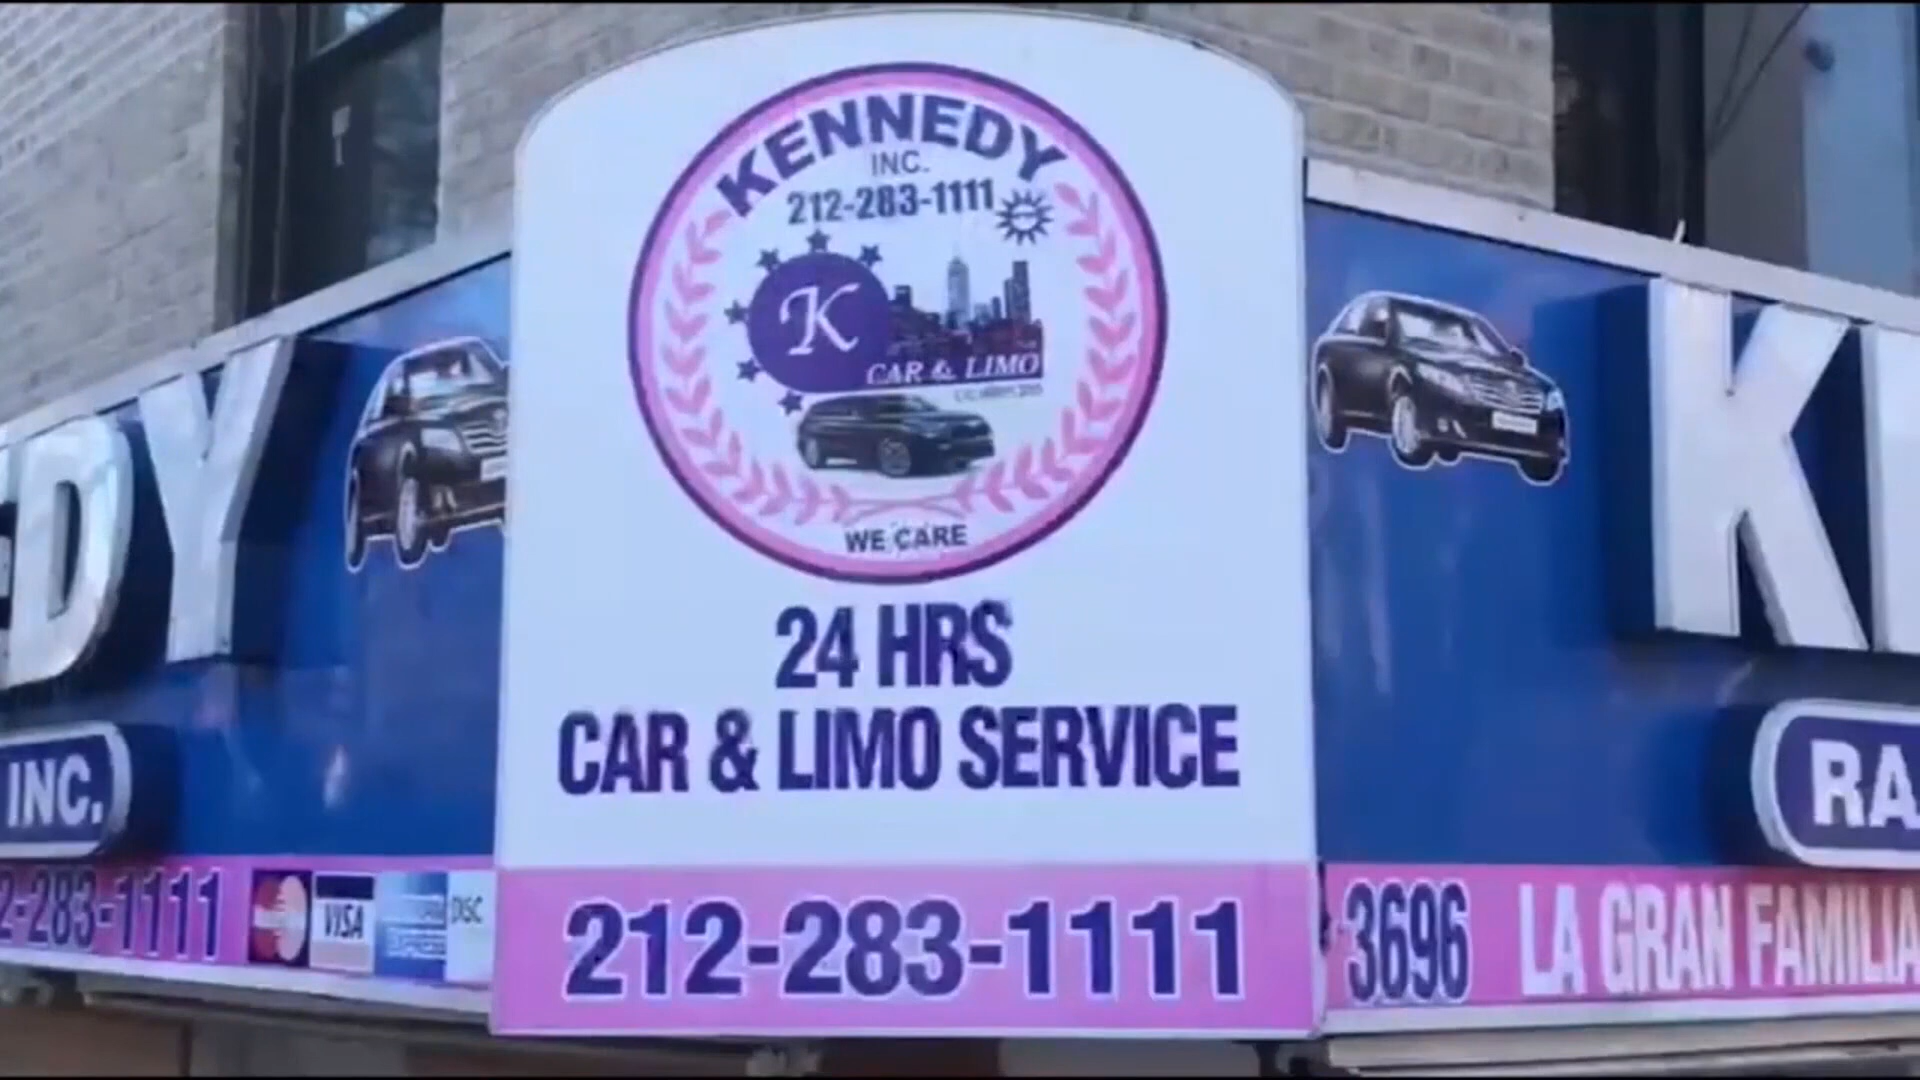 KENNEDY
INC.
212-283-1111
K
CAR & LIMO
WE CARE
24 HRS
CAR & LIMO SERVICE
212-283-1111
EDY
INC.
2-283-1111
VISA
DISC
K
RA
3696 LA GRAN FAMILIA